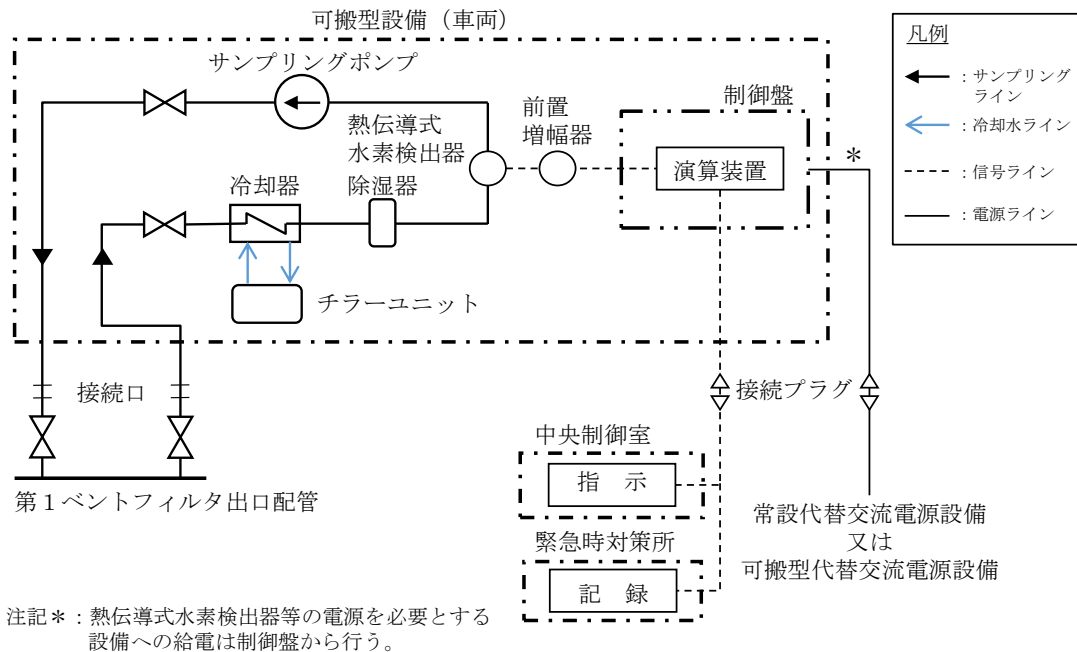 可搬型設備（車両）
サンプリングポンプ
熱伝導式
水素検出器
前置
増幅器
制御盤
演算装置
＊
冷却器
除湿器
チラーユニット
接続口
第１ベントフィルタ出口配管
接続プラグ
中央制御室
指　示
緊急時対策所
記　録
常設代替交流電源設備
又は
可搬型代替交流電源設備
凡例
：サンプリング
ライン
：冷却水ライン
：信号ライン
：電源ライン
注記＊：熱伝導式水素検出器等の電源を必要とする
設備への給電は制御盤から行う。